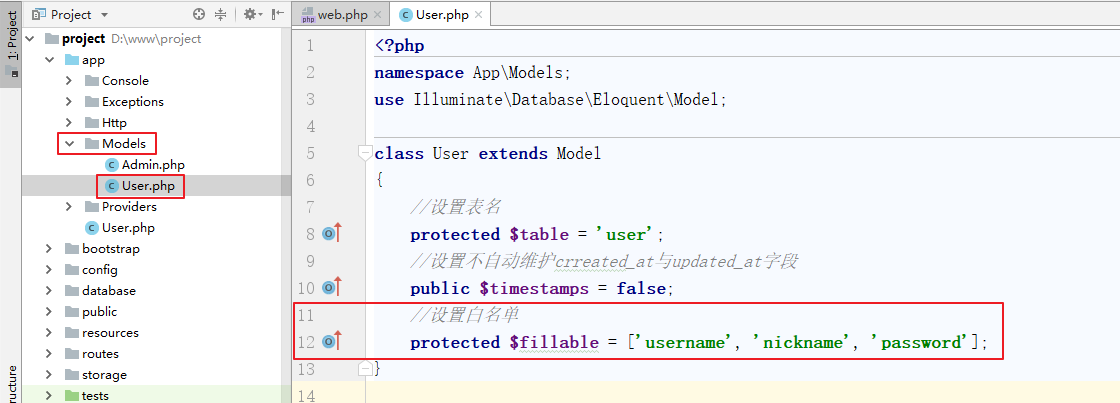 1: Project
ructure
Project
project D:\www\project
app
Console
Exceptions
Http
Models
Admin.php
User.php
Providers
User.php
bootstrap
config
database
public
resources
routes
storage
tests
web.php
User.php
1 <?php
2 namespace App\Models;
3 use Illuminate\Database\Eloquent\Model;
4
5 class User extends Model
6 {
7 //设置表名
8 protected $table = 'user';
9 //设置不自动维护crreated_at与updated_at字段
10 public $timestamps = false;
11 //设置白名单
12 protected $fillable = ['username', 'nickname', 'password'];
13 }
14